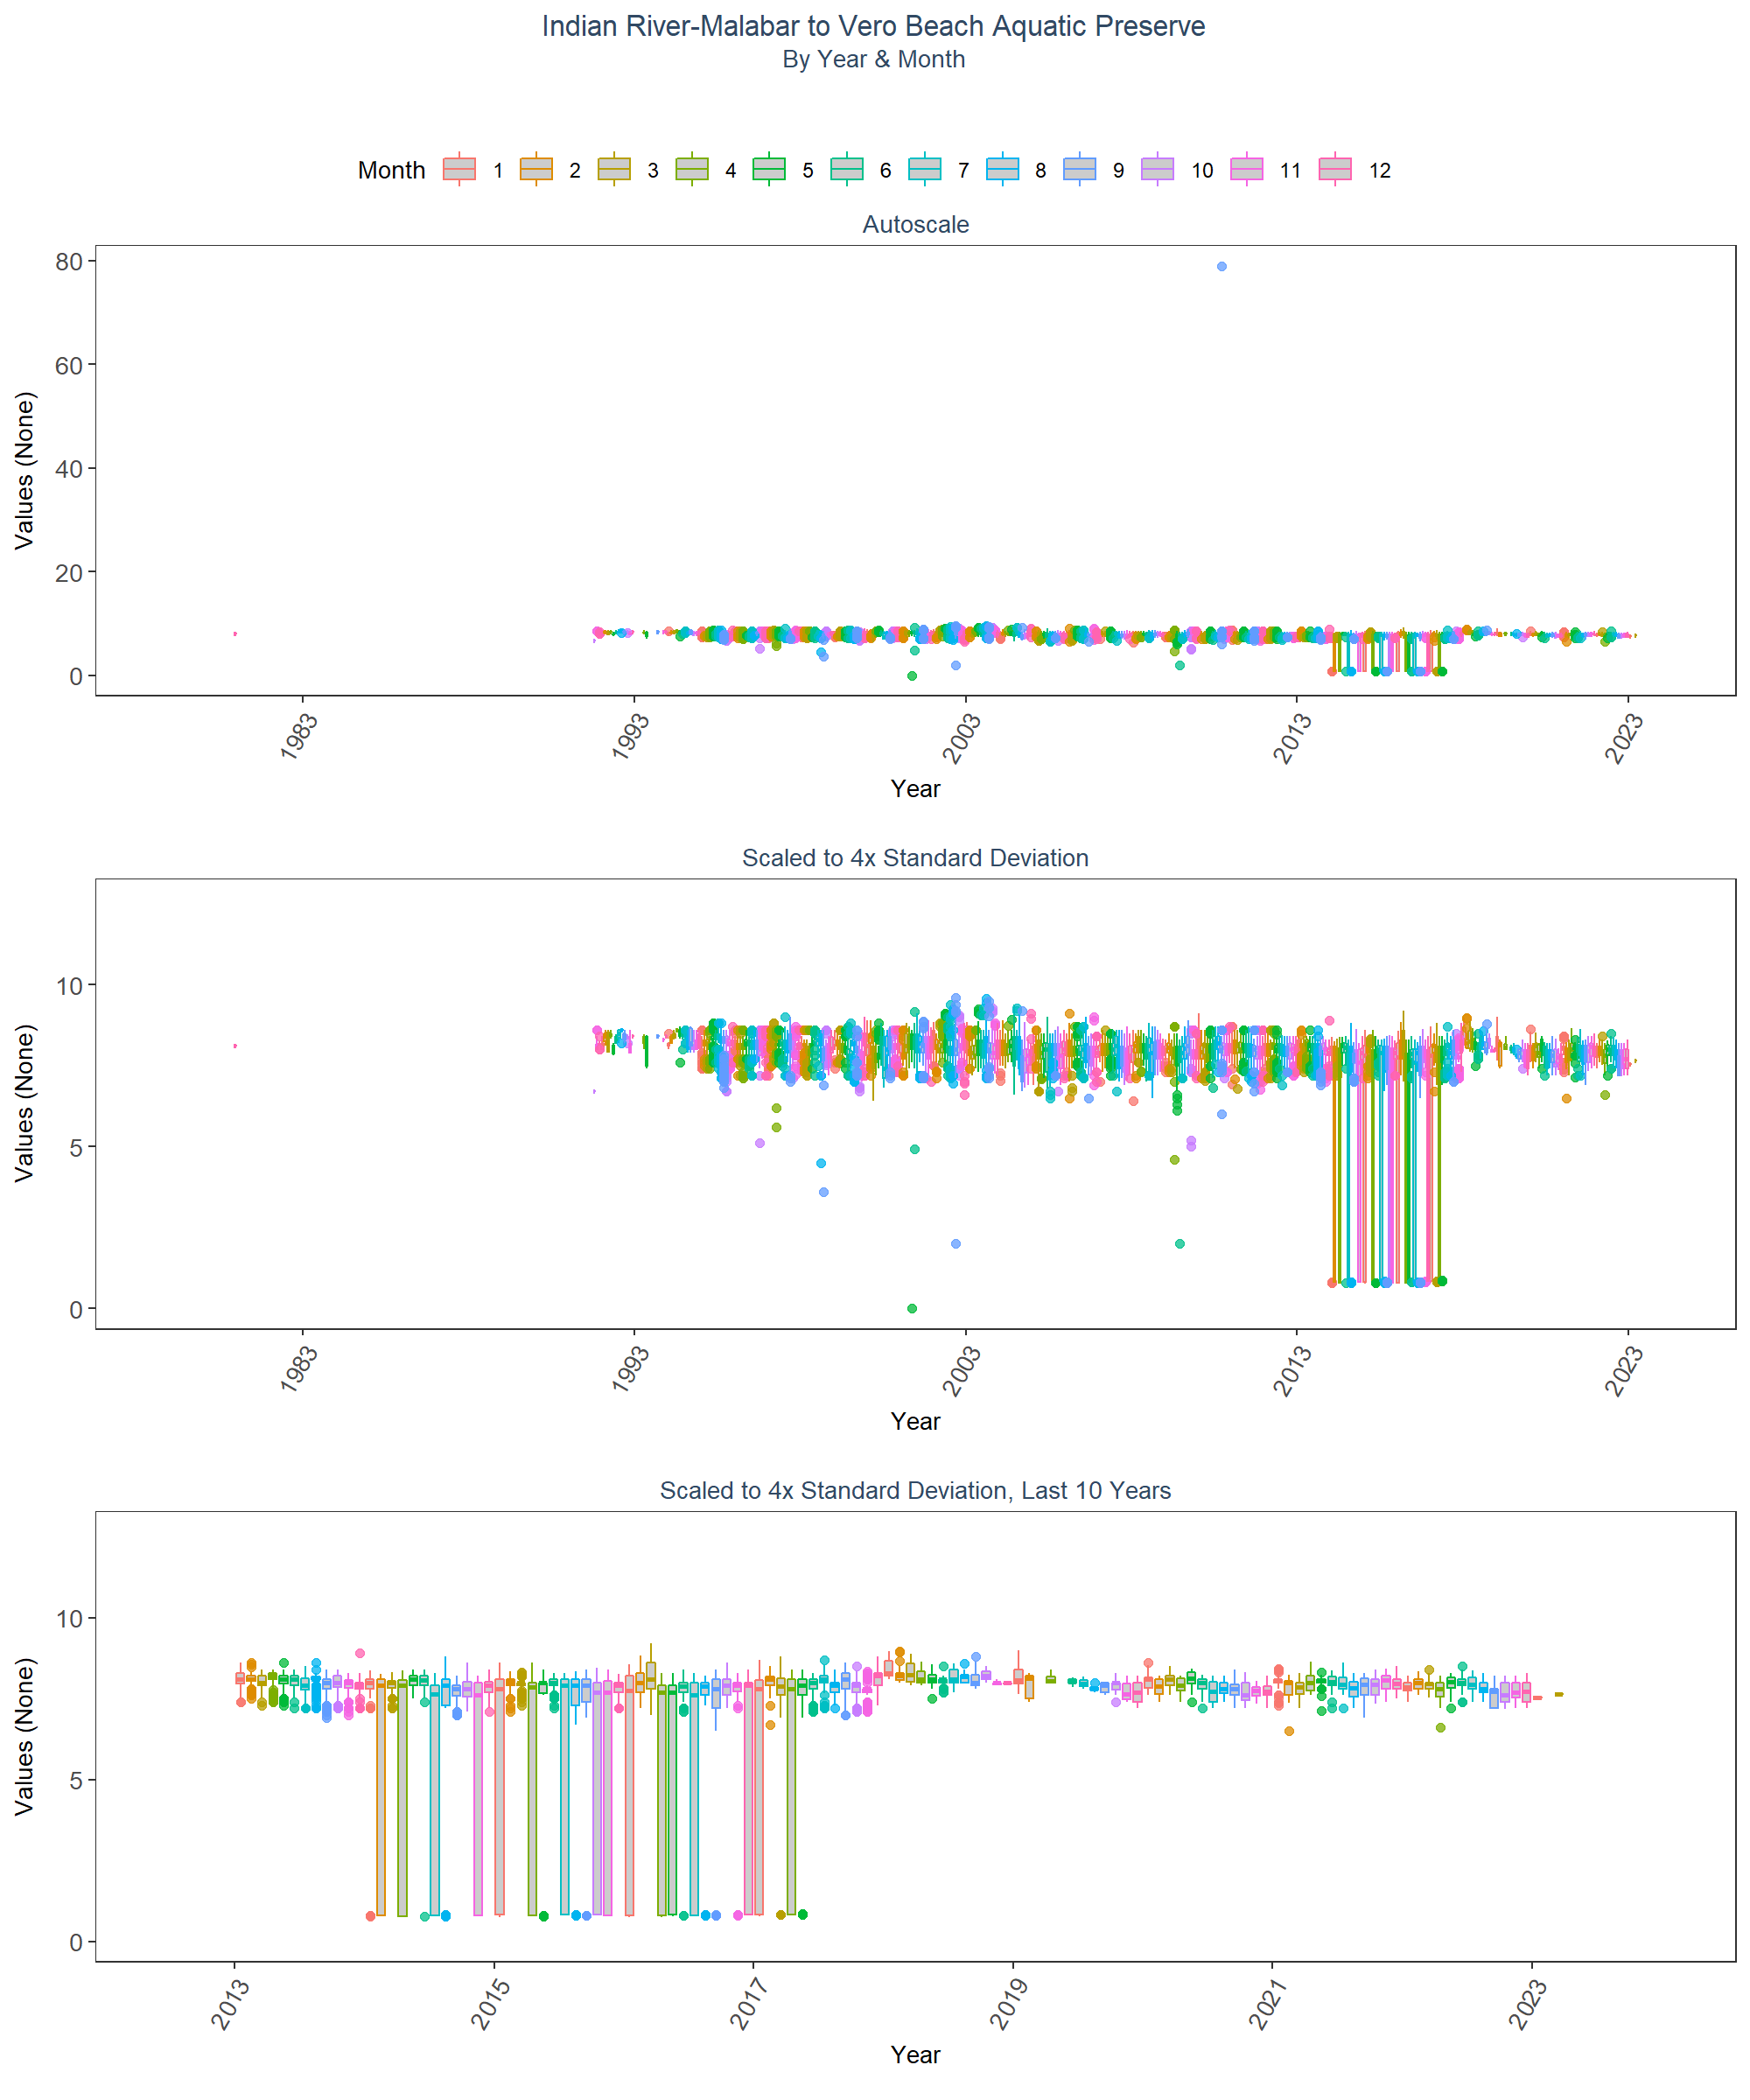 Indian River-Malabar to Vero Beach Aquatic Preserve
By Year & Month
Month 1 2 3 4 5 6 7 8 9 10 11 12
Autoscale
Values (None)
80
60
40
20
0
1983 1993 2003 2013 2023
Year
Scaled to 4x Standard Deviation
Values (None)
10
5
0
1983 1993 2003 2013 2023
Year
Scaled to 4x Standard Deviation, Last 10 Years
Values (None)
10
5
0
2013 2015 2017 2019 2021 2023
Year